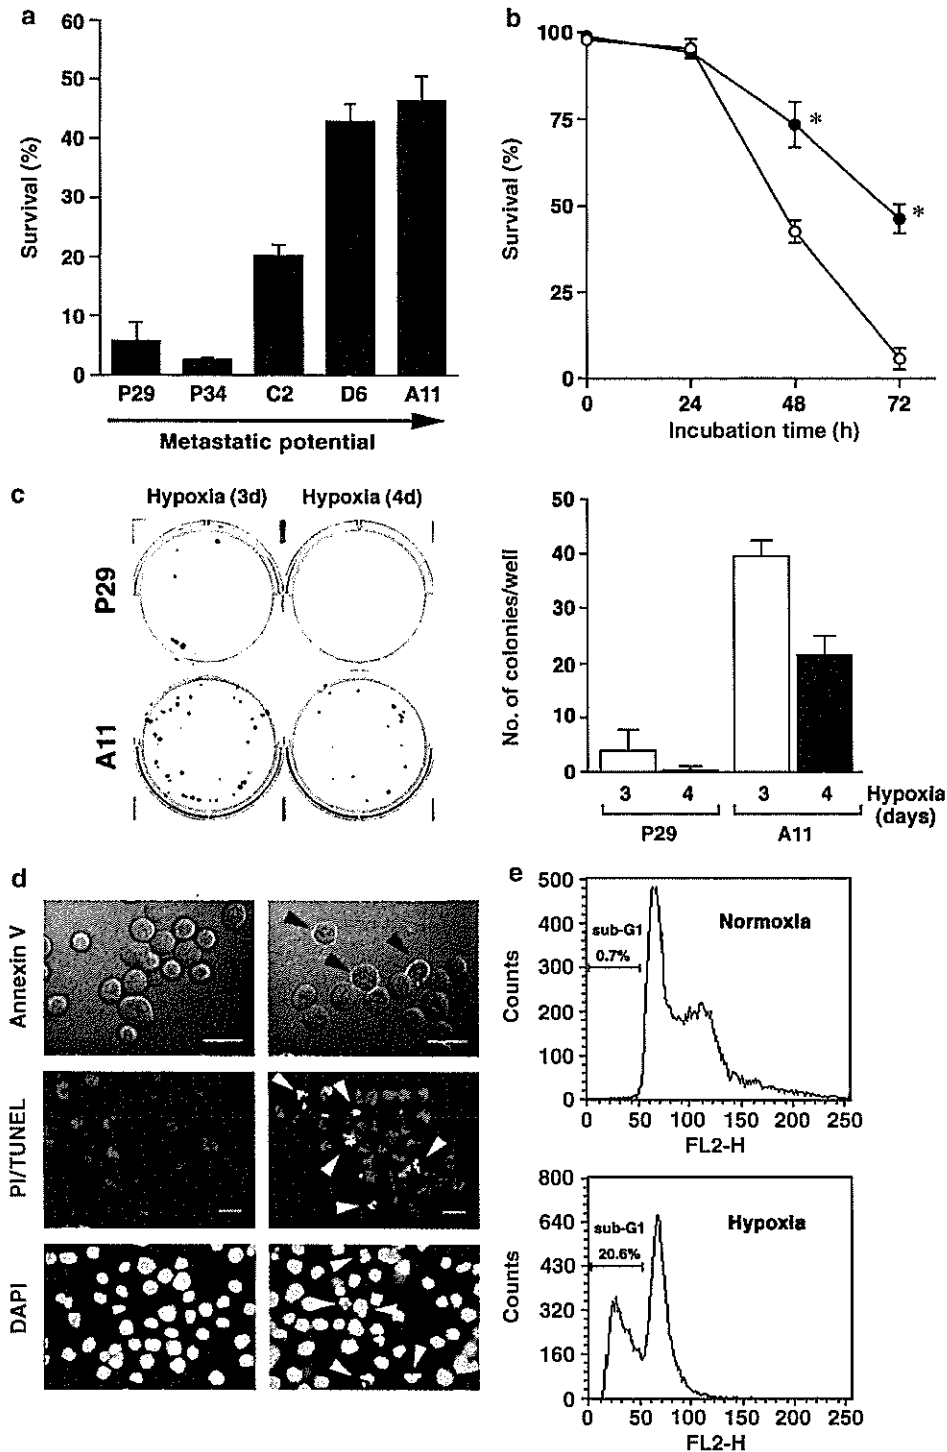 a
60
50
40
30
20
10
0
Survival (%)
P29 P34 C2 D6 A11
Metastatic potential
b
100
75
50
25
0
Survival (%)
*
*
0 24 48 72
Incubation time (h)
c
Hypoxia (3d) Hypoxia (4d)
P29
A11
50
40
30
20
10
0
No. of colonies/well
3 4 3 4 Hypoxia
(days)
P29 A11
d
Annexin V
PI/TUNEL
DAPI
e
500
400
300
200
100
0
Counts
sub-G1
0.7%
Normoxia
0 50 100 150 200 250
FL2-H
800
640
430
320
160
0
Counts
sub-G1
20.6%
Hypoxia
0 50 100 150 200 250
FL2-H